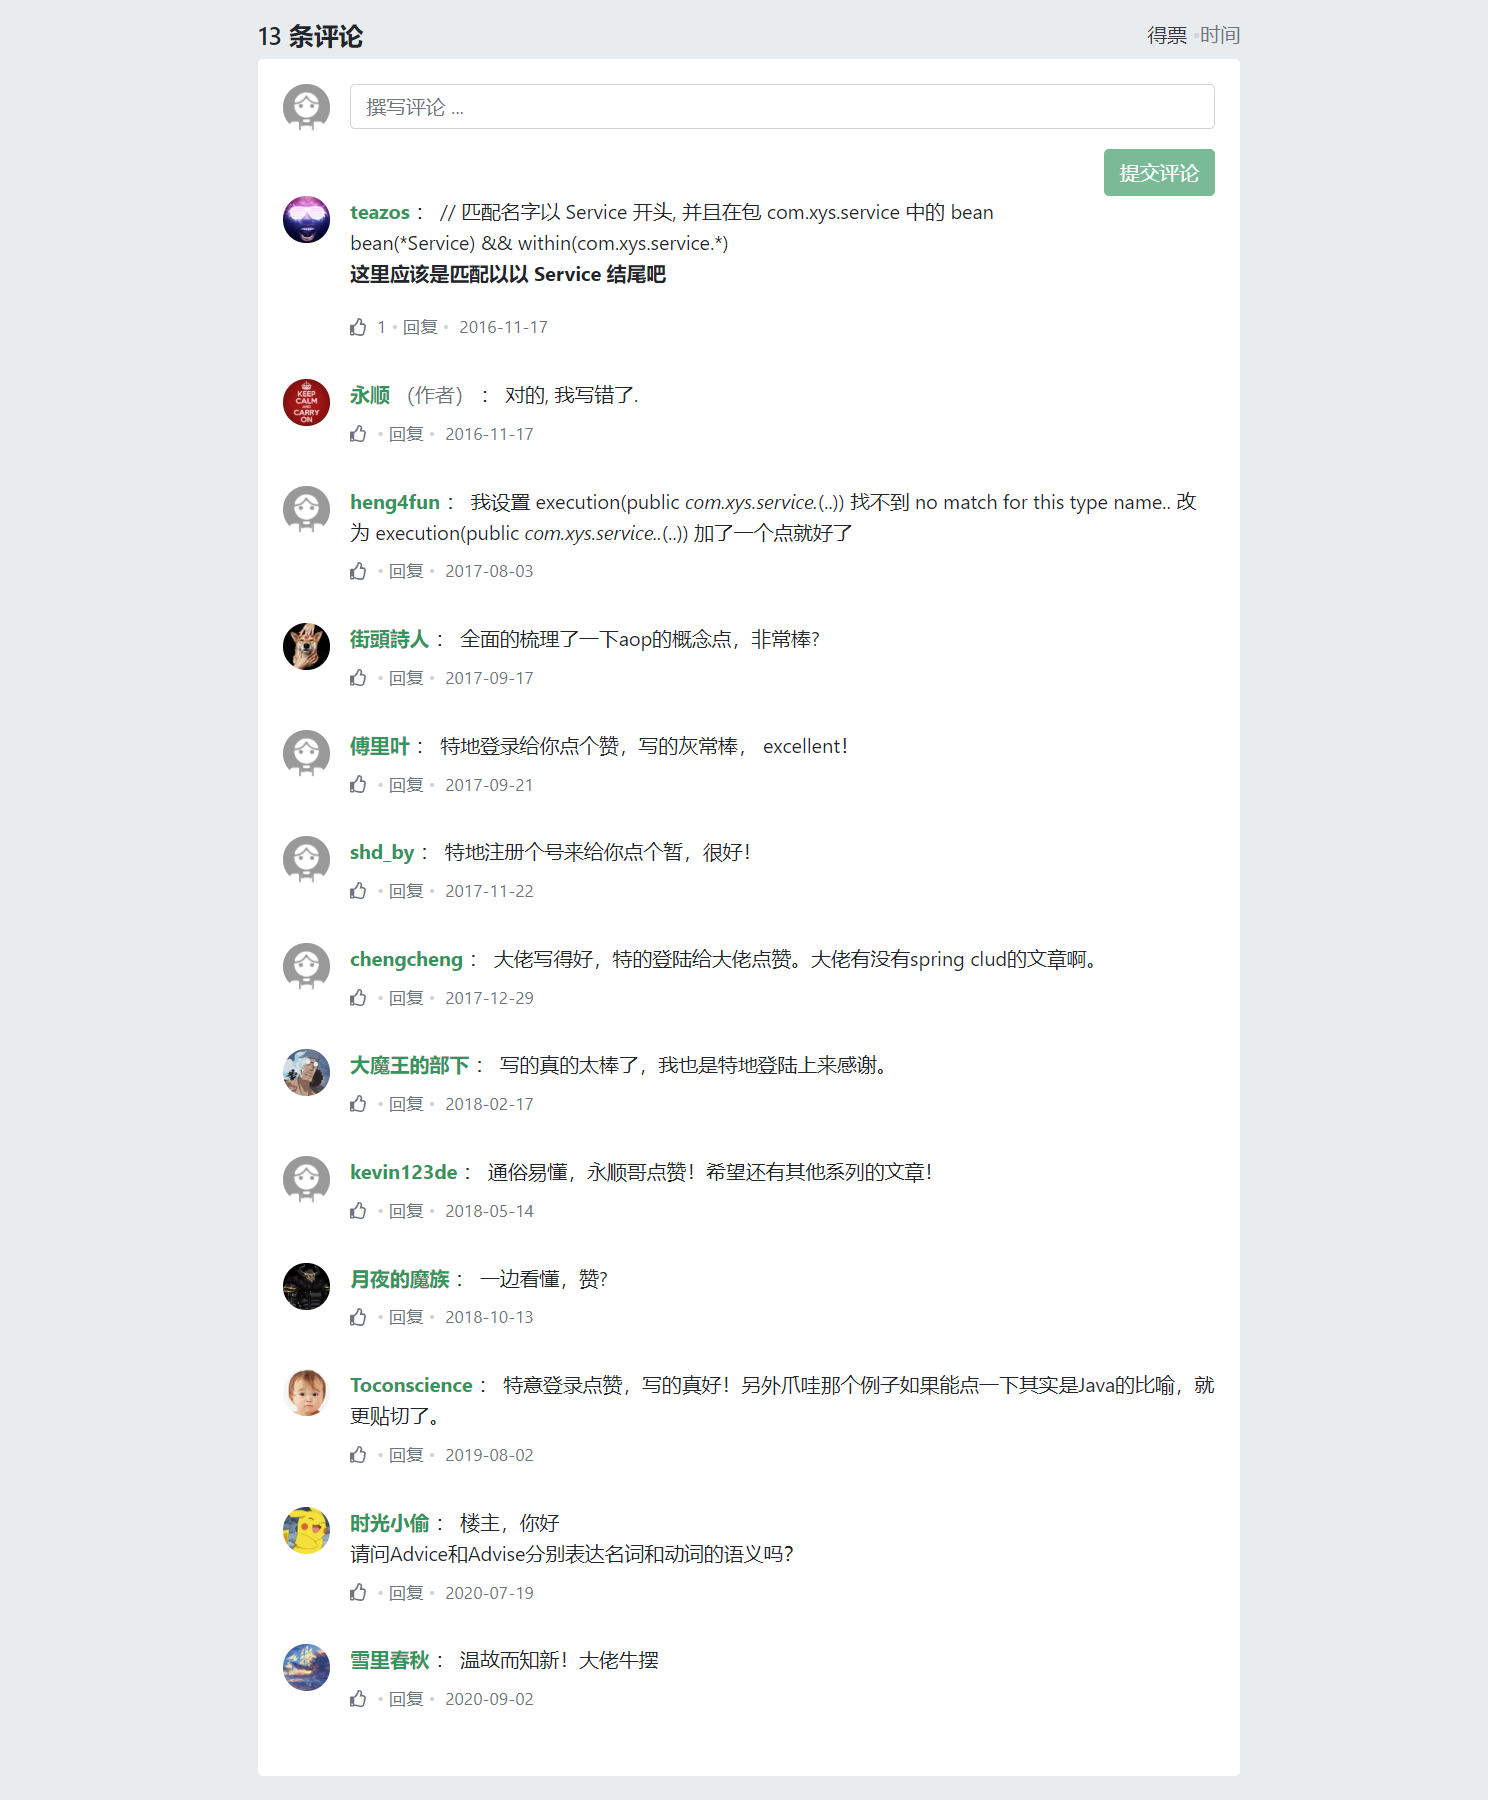 13 条评论
得票 •时间
撰写评论 ...
提交评论
teazos： // 匹配名字以 Service 开头, 并且在包 com.xys.service 中的 bean
bean(*Service) && within(com.xys.service.*)
这里应该是匹配以以 Service 结尾吧
1 • 回复 • 2016-11-17
KEEP
CALM
AND
CARRY
ON
永顺 （作者） ： 对的, 我写错了.
• 回复 • 2016-11-17
heng4fun： 我设置 execution(public com.xys.service.(..)) 找不到 no match for this type name.. 改
为 execution(public com.xys.service..(..)) 加了一个点就好了
• 回复 • 2017-08-03
街頭詩人： 全面的梳理了一下aop的概念点，非常棒?
• 回复 • 2017-09-17
傅里叶： 特地登录给你点个赞，写的灰常棒， excellent！
• 回复 • 2017-09-21
shd_by： 特地注册个号来给你点个暂，很好！
• 回复 • 2017-11-22
chengcheng： 大佬写得好，特的登陆给大佬点赞。大佬有没有spring clud的文章啊。
• 回复 • 2017-12-29
大魔王的部下： 写的真的太棒了，我也是特地登陆上来感谢。
• 回复 • 2018-02-17
kevin123de： 通俗易懂，永顺哥点赞！希望还有其他系列的文章！
• 回复 • 2018-05-14
月夜的魔族： 一边看懂，赞?
• 回复 • 2018-10-13
Toconscience： 特意登录点赞，写的真好！另外爪哇那个例子如果能点一下其实是Java的比喻，就
更贴切了。
• 回复 • 2019-08-02
时光小偷： 楼主，你好
请问Advice和Advise分别表达名词和动词的语义吗？
• 回复 • 2020-07-19
雪里春秋： 温故而知新！大佬牛摆
• 回复 • 2020-09-02